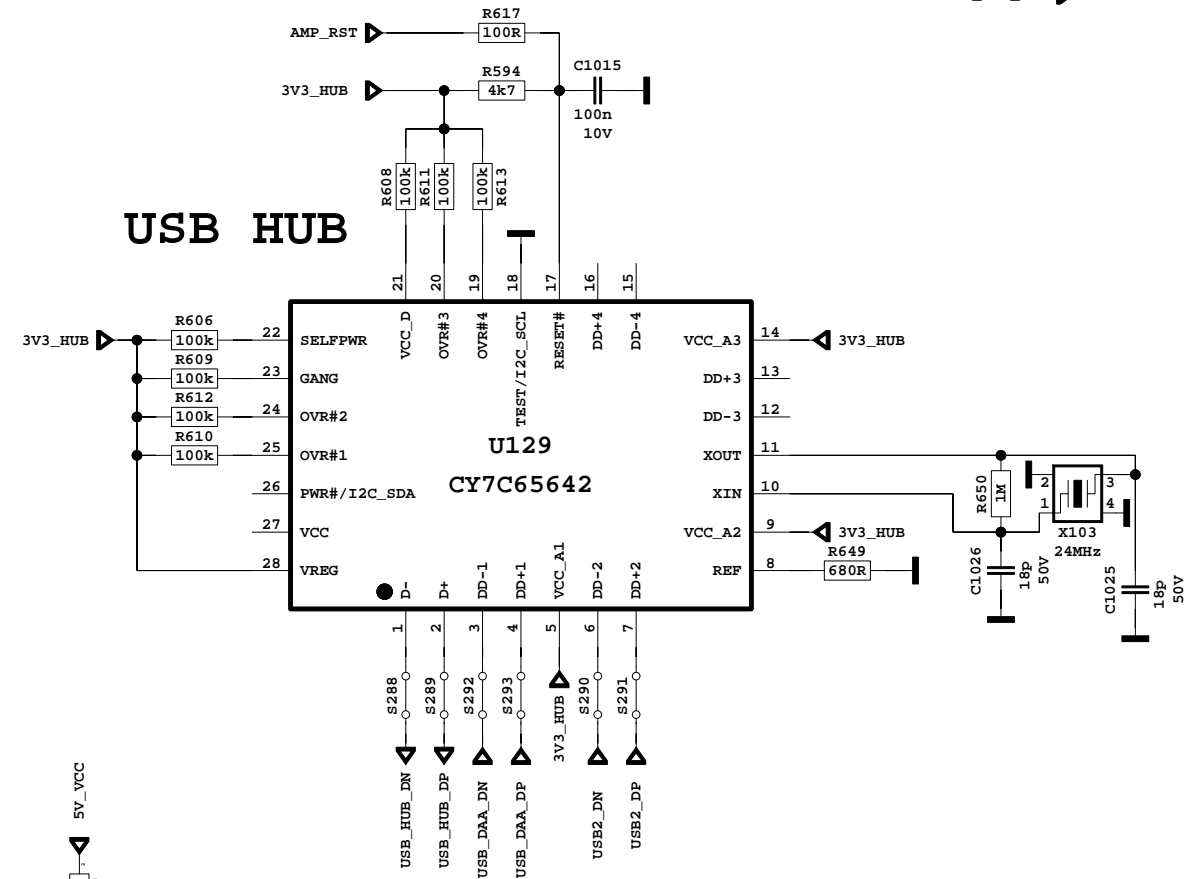 R617
AMP_RST
100R
R594
C1015
3V3_HUB
4k7
100n
10V
R608
100k
R611
100k
100k
R613
USB HUB
21
20
19
18
17
16
15
VCC_D
OVR#3
OVR#4
TEST/I2C_SCL
RESET#
DD+4
DD-4
3V3_HUB
R606
100k
22
SELFPWR
R609
100k
23
GANG
R612
100k
24
OVR#2
R610
100k
25
OVR#1
26
PWR#/I2C_SDA
27
VCC
28
VREG
U129
CY7C65642
VCC_A3
14
3V3_HUB
DD+3
13
DD-3
12
XOUT
11
XIN
10
VCC_A2
9
3V3_HUB
REF
8
R649
680R
R650
1M
2
3
1
4
X103
24MHz
C1026
18p
50V
C1025
18p
50V
D-
D+
DD-1
DD+1
VCC_A1
DD-2
DD+2
1
2
3
4
5
6
7
S288
S289
S292
S293
3V3_HUB
S290
S291
USB_HUB_DN
USB_HUB_DP
USB_DAA_DN
USB_DAA_DP
USB2_DN
USB2_DP
5V_VCC